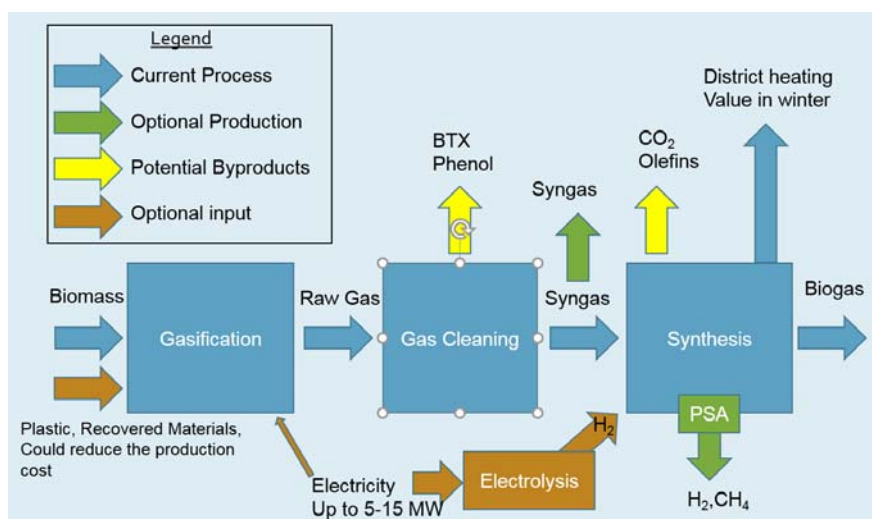 Legend
Current Process
Optional Production
Potential Byproducts
Optional input
BTX
Phenol
Syngas
CO₂
Olefins
District heating
Value in winter
Biomass
Gasification
Raw Gas
Gas Cleaning
Syngas
Synthesis
Biogas
Plastic, Recovered Materials,
Could reduce the production
cost
Electricity
Up to 5-15 MW
Electrolysis
H₂
PSA
H₂,CH₄